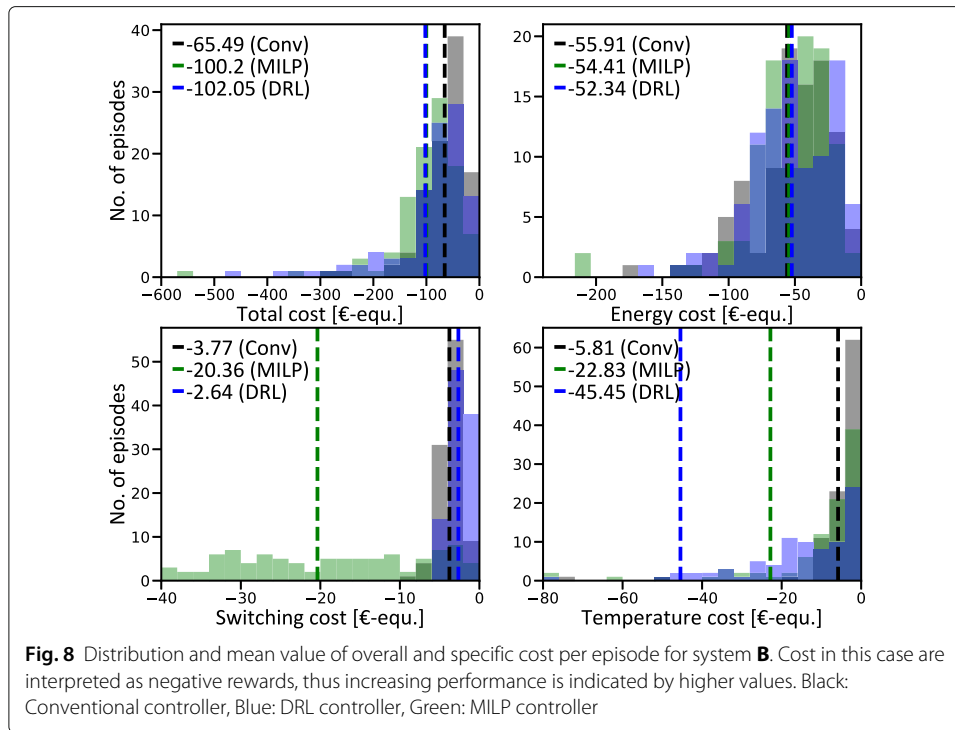 40
30
20
10
0
No. of episodes
-65.49 (Conv)
-100.2 (MILP)
-102.05 (DRL)
−600 −500 −400 −300 −200 −100 0
Total cost [€-equ.]
20
15
10
5
0
-55.91 (Conv)
-54.41 (MILP)
-52.34 (DRL)
−200 −150 −100 −50 0
Energy cost [€-equ.]
50
40
30
20
10
0
No. of episodes
-3.77 (Conv)
-20.36 (MILP)
-2.64 (DRL)
−40 −30 −20 −10 0
Switching cost [€-equ.]
60
50
40
30
20
10
0
-5.81 (Conv)
-22.83 (MILP)
-45.45 (DRL)
−80 −60 −40 −20 0
Temperature cost [€-equ.]
Fig. 8 Distribution and mean value of overall and specific cost per episode for system B. Cost in this case are
interpreted as negative rewards, thus increasing performance is indicated by higher values. Black:
Conventional controller, Blue: DRL controller, Green: MILP controller